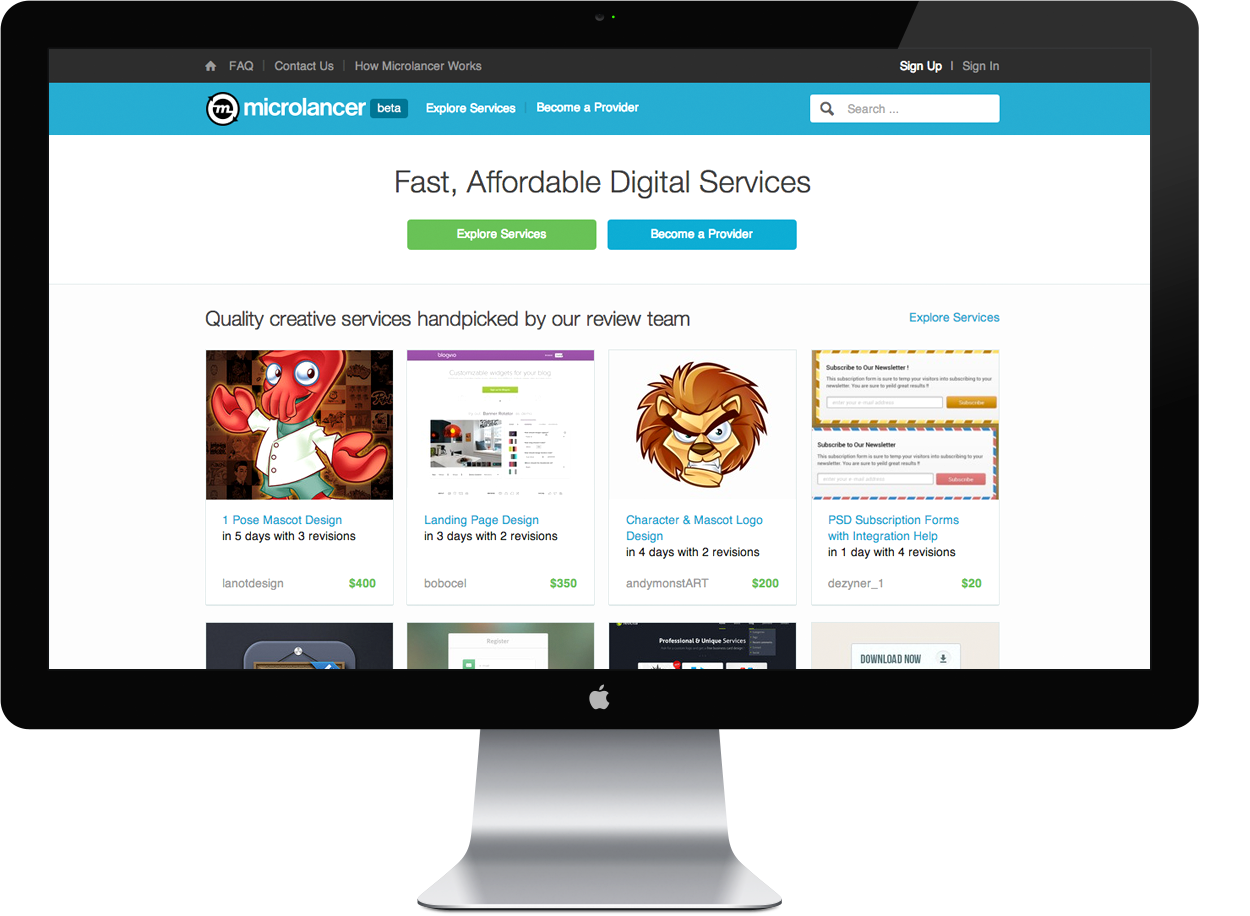 FAQ | Contact Us | How Microlancer Works
Sign Up | Sign In
microlancer beta
Explore Services
Become a Provider
Search ...
Fast, Affordable Digital Services
Explore Services
Become a Provider
Quality creative services handpicked by our review team
Explore Services
blogvio
Customizable widgets for your blog
Banner Rotator
Subscribe to Our Newsletter !
This subscription form is sure to temp your visitors into subscribing to your
newsletter. You are sure to yeild great results !!
enter your e-mail address
Subscribe
Subscribe to Our Newsletter
This subscription form is sure to temp your visitors into subscribing to your
newsletter. You are sure to yeild great results !!
enter your e-mail address
Subscribe
1 Pose Mascot Design
in 5 days with 3 revisions
lanotdesign $400
Landing Page Design
in 3 days with 2 revisions
bobocel $350
Character & Mascot Logo
Design
in 4 days with 2 revisions
andymonstART $200
PSD Subscription Forms
with Integration Help
in 1 day with 4 revisions
dezyner_1 $20
Register
Professional & Unique Services
DOWNLOAD NOW